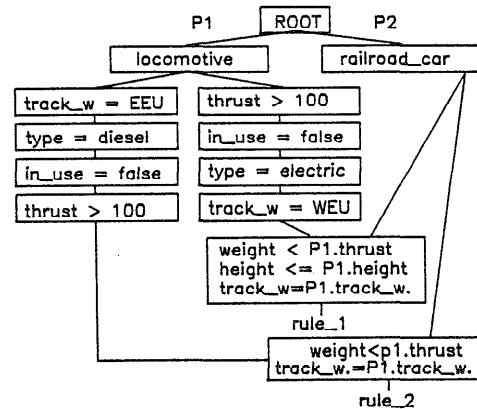 P1 ROOT P2
locomotive railroad_car
track_w = EEU thrust > 100
type = diesel in_use = false
in_use = false type = electric
thrust > 100 track_w = WEU
weight < P1.thrust
height <= P1.height
track_w=P1.track_w.
rule_1
weight<p1.thrust
track_w.=P1.track_w.
rule_2